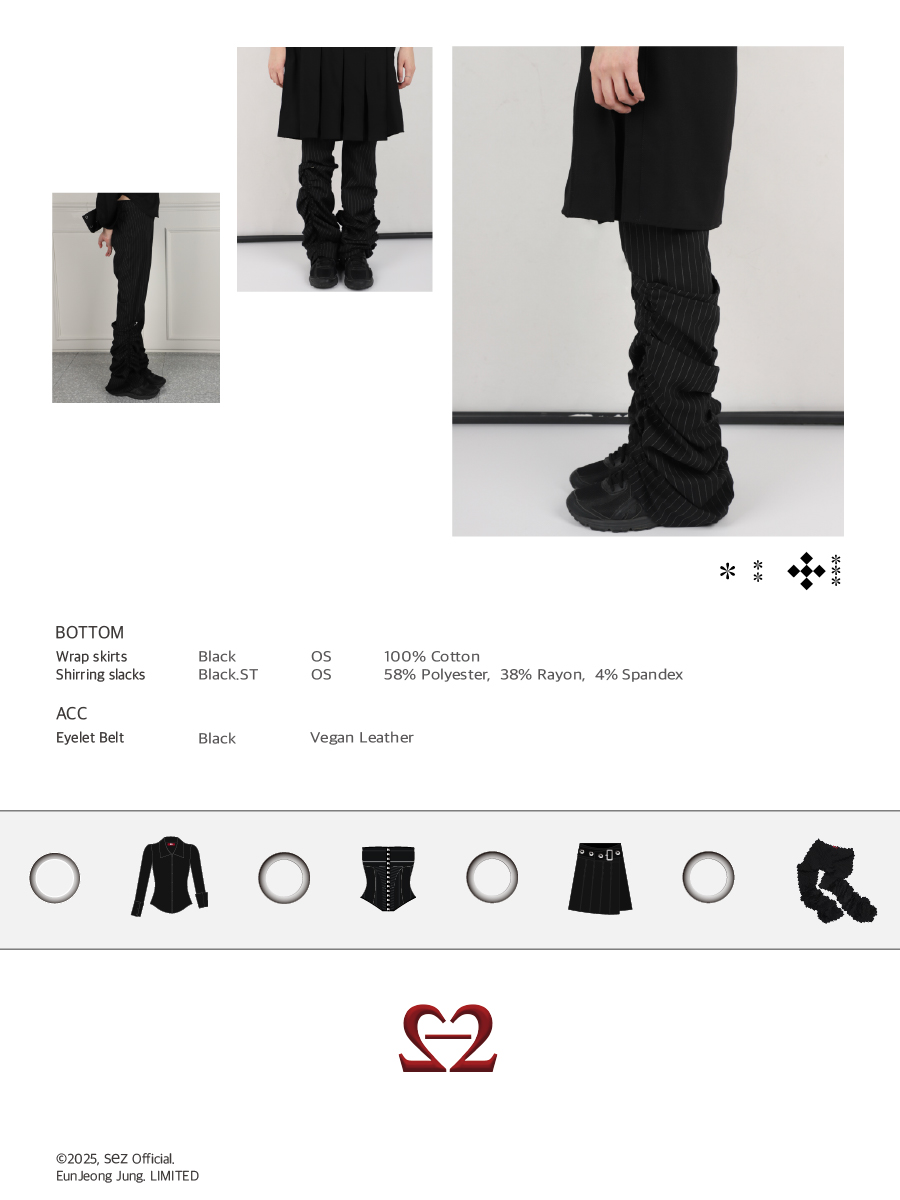 BOTTOM
Wrap skirts Black OS 100% Cotton
Shirring slacks Black.ST OS 58% Polyester, 38% Rayon, 4% Spandex
ACC
Eyelet Belt Black Vegan Leather
©2025, sez Official.
EunJeong Jung. LIMITED